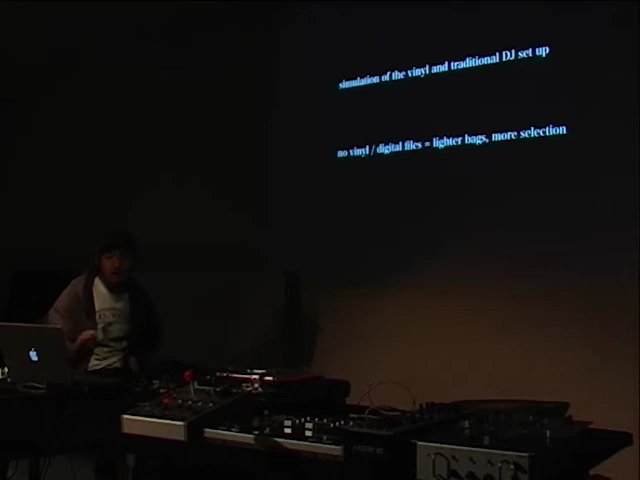 simulation of the vinyl and traditional DJ set up
no vinyl / digital files = lighter bags, more selection